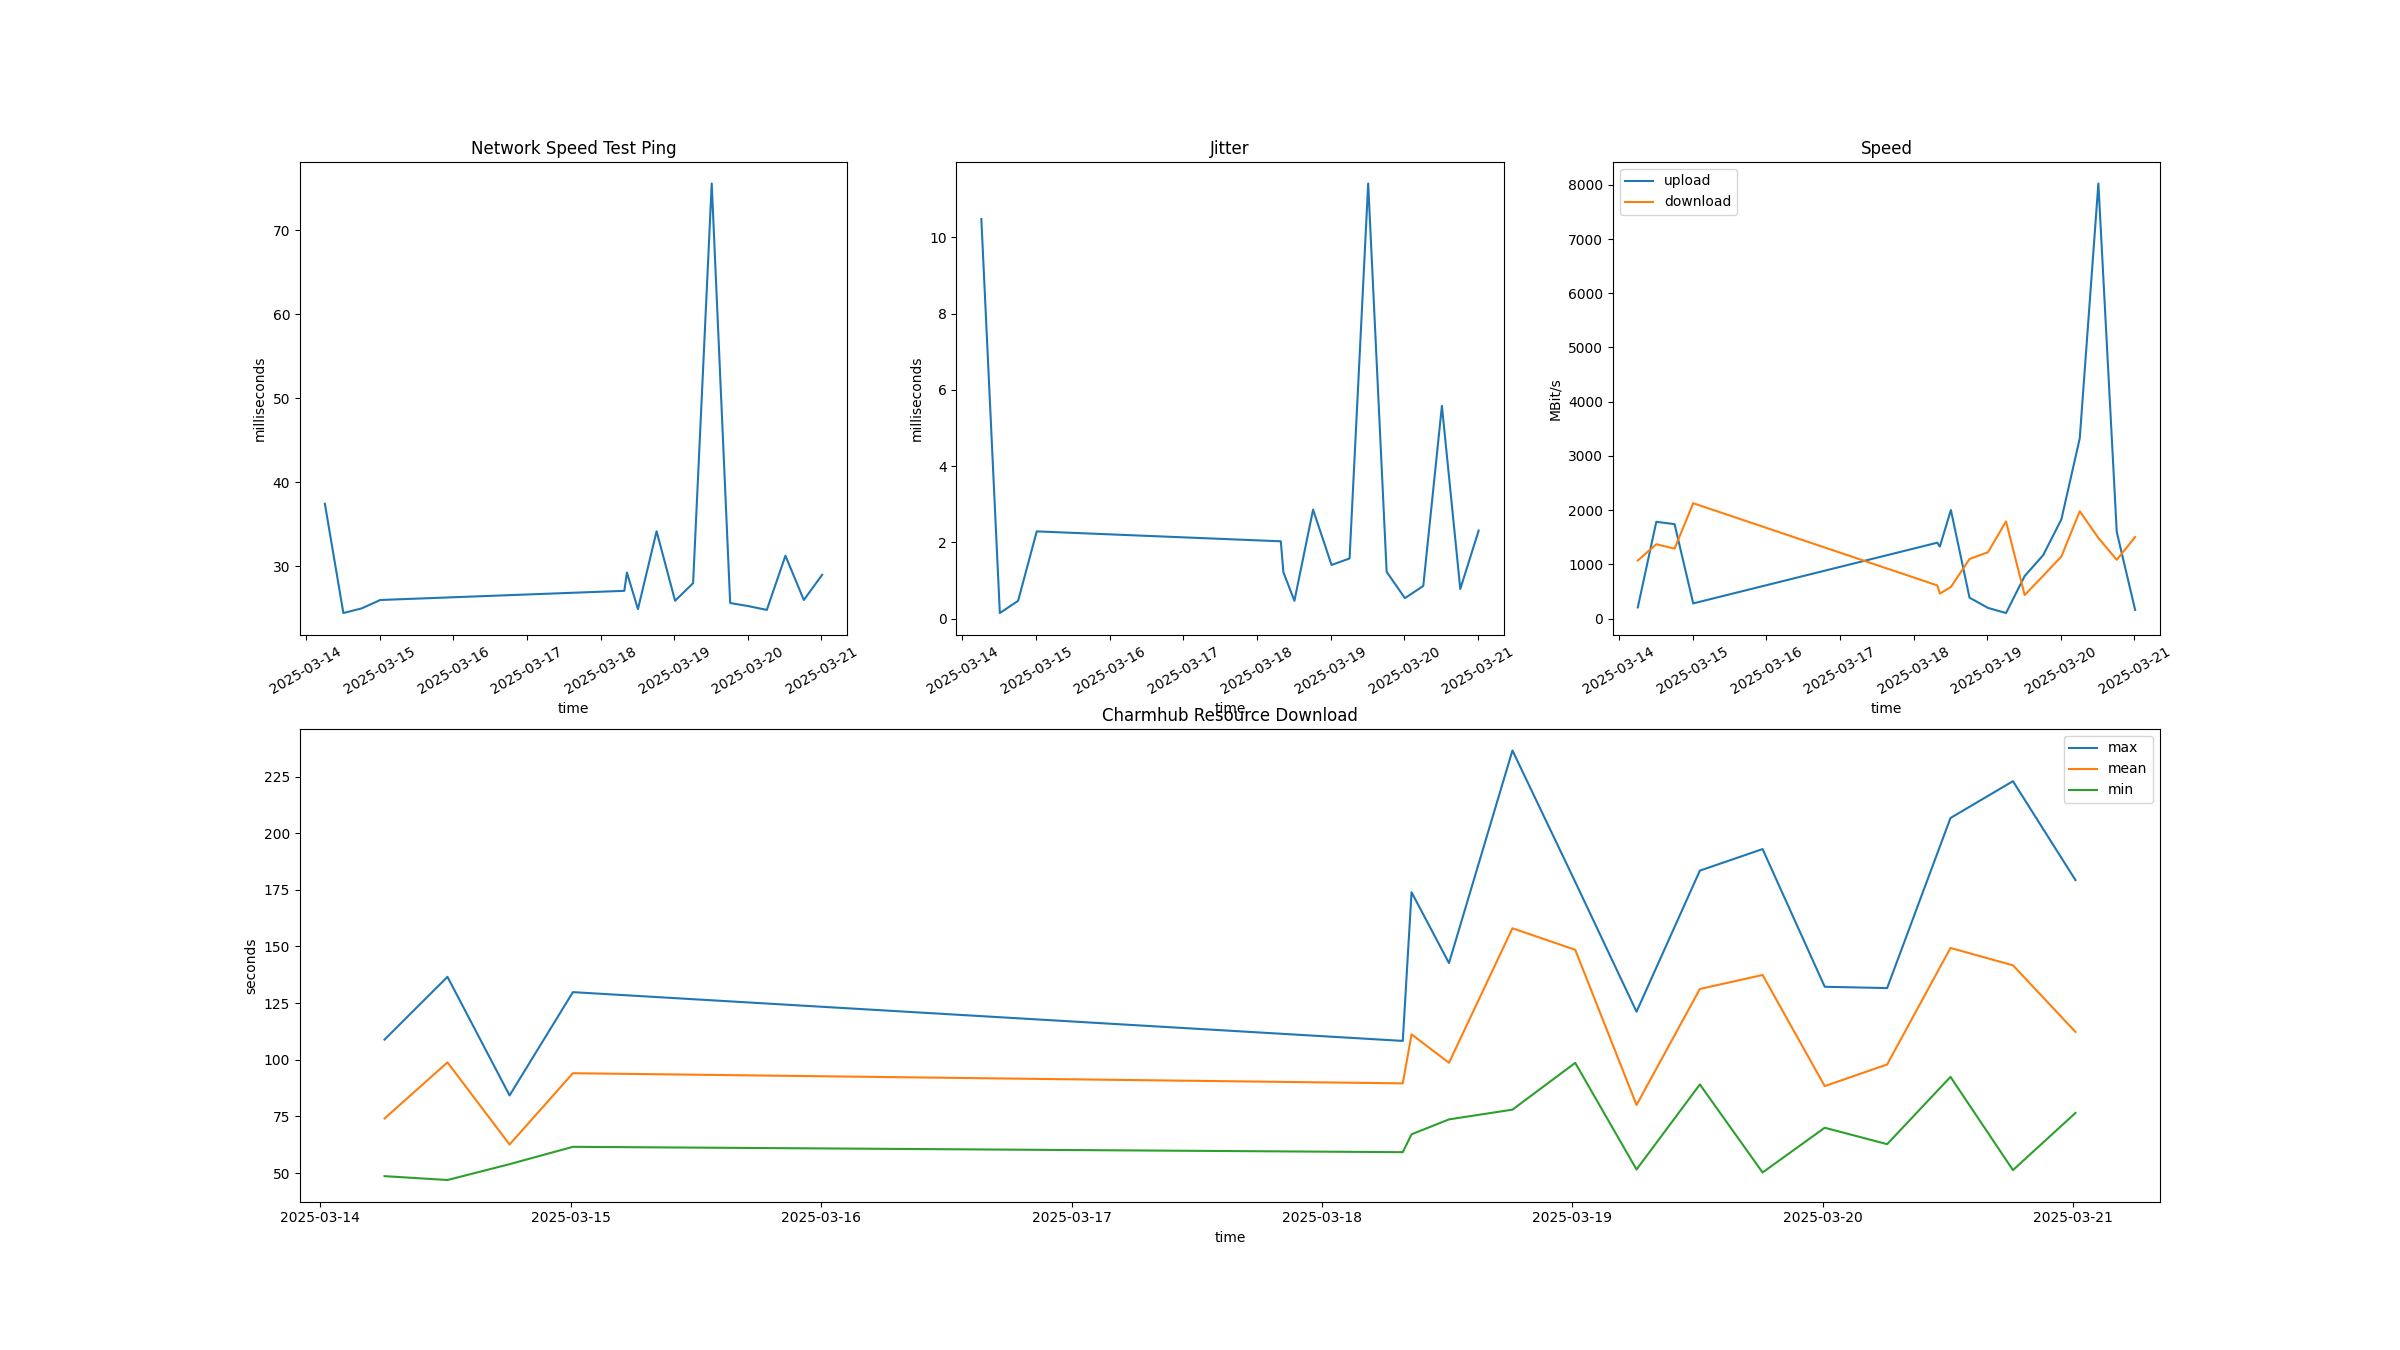 Network Speed Test Ping
milliseconds
70
60
50
40
30
2025-03-14 2025-03-15 2025-03-16 2025-03-17 2025-03-18 2025-03-19 2025-03-20 2025-03-21
time
Jitter
milliseconds
10
8
6
4
2
0
2025-03-14 2025-03-15 2025-03-16 2025-03-17 2025-03-18 2025-03-19 2025-03-20 2025-03-21
time
Speed
upload
download
MBit/s
8000
7000
6000
5000
4000
3000
2000
1000
0
2025-03-14 2025-03-15 2025-03-16 2025-03-17 2025-03-18 2025-03-19 2025-03-20 2025-03-21
time
Charmhub Resource Download
max
mean
min
seconds
225
200
175
150
125
100
75
50
2025-03-14 2025-03-15 2025-03-16 2025-03-17 2025-03-18 2025-03-19 2025-03-20 2025-03-21
time